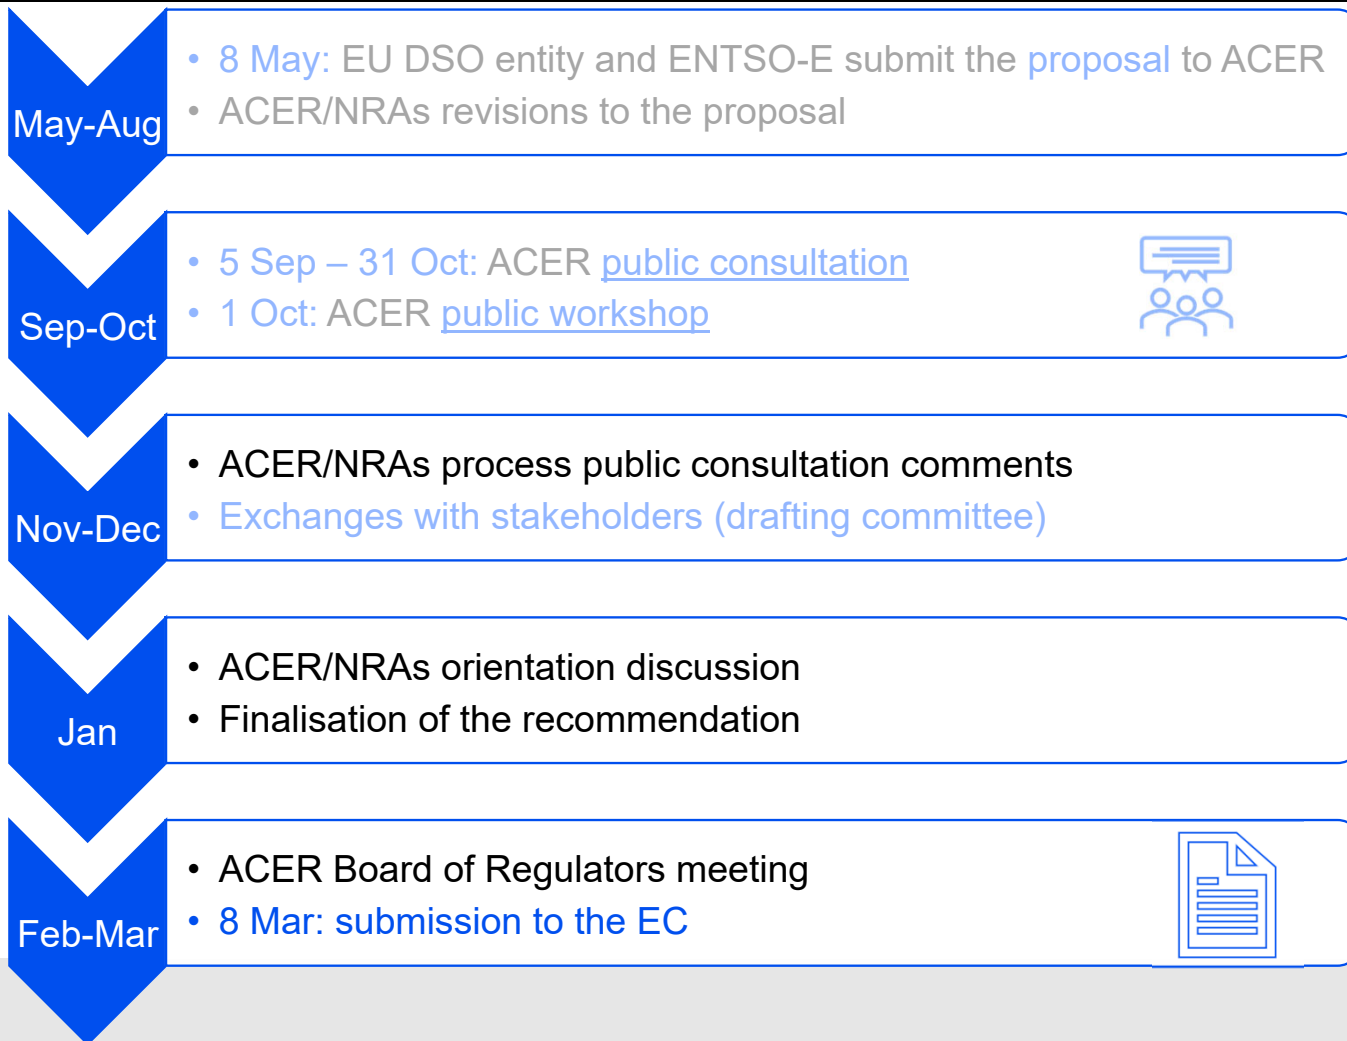 May-Aug
• 8 May: EU DSO entity and ENTSO-E submit the proposal to ACER
• ACER/NRAs revisions to the proposal
Sep-Oct
• 5 Sep – 31 Oct: ACER public consultation
• 1 Oct: ACER public workshop
Nov-Dec
• ACER/NRAs process public consultation comments
• Exchanges with stakeholders (drafting committee)
Jan
• ACER/NRAs orientation discussion
• Finalisation of the recommendation
Feb-Mar
• ACER Board of Regulators meeting
• 8 Mar: submission to the EC